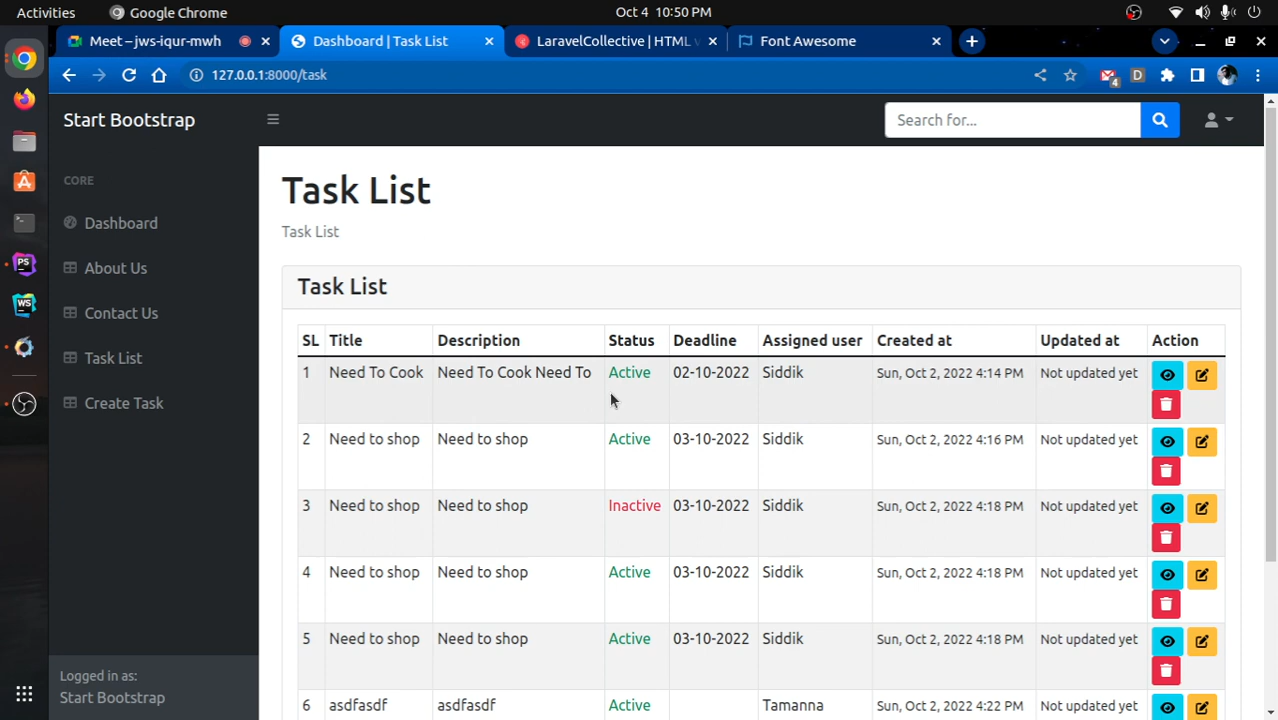 Activities Google Chrome Oct 4 10:50 PM
Meet – jws-iqur-mwh Dashboard | Task List LaravelCollective | HTML Font Awesome
127.0.0.1:8000/task 4 D
Start Bootstrap Search for...
CORE
Dashboard
About Us
Contact Us
Task List
Create Task
Logged in as:
Start Bootstrap
Task List
Task List
Task List
SL Title Description Status Deadline Assigned user Created at Updated at Action
1 Need To Cook Need To Cook Need To Active 02-10-2022 Siddik Sun, Oct 2, 2022 4:14 PM Not updated yet
2 Need to shop Need to shop Active 03-10-2022 Siddik Sun, Oct 2, 2022 4:16 PM Not updated yet
3 Need to shop Need to shop Inactive 03-10-2022 Siddik Sun, Oct 2, 2022 4:18 PM Not updated yet
4 Need to shop Need to shop Active 03-10-2022 Siddik Sun, Oct 2, 2022 4:18 PM Not updated yet
5 Need to shop Need to shop Active 03-10-2022 Siddik Sun, Oct 2, 2022 4:18 PM Not updated yet
6 asdfasdf asdfasdf Active Tamanna Sun, Oct 2, 2022 4:22 PM Not updated yet
PS
WS